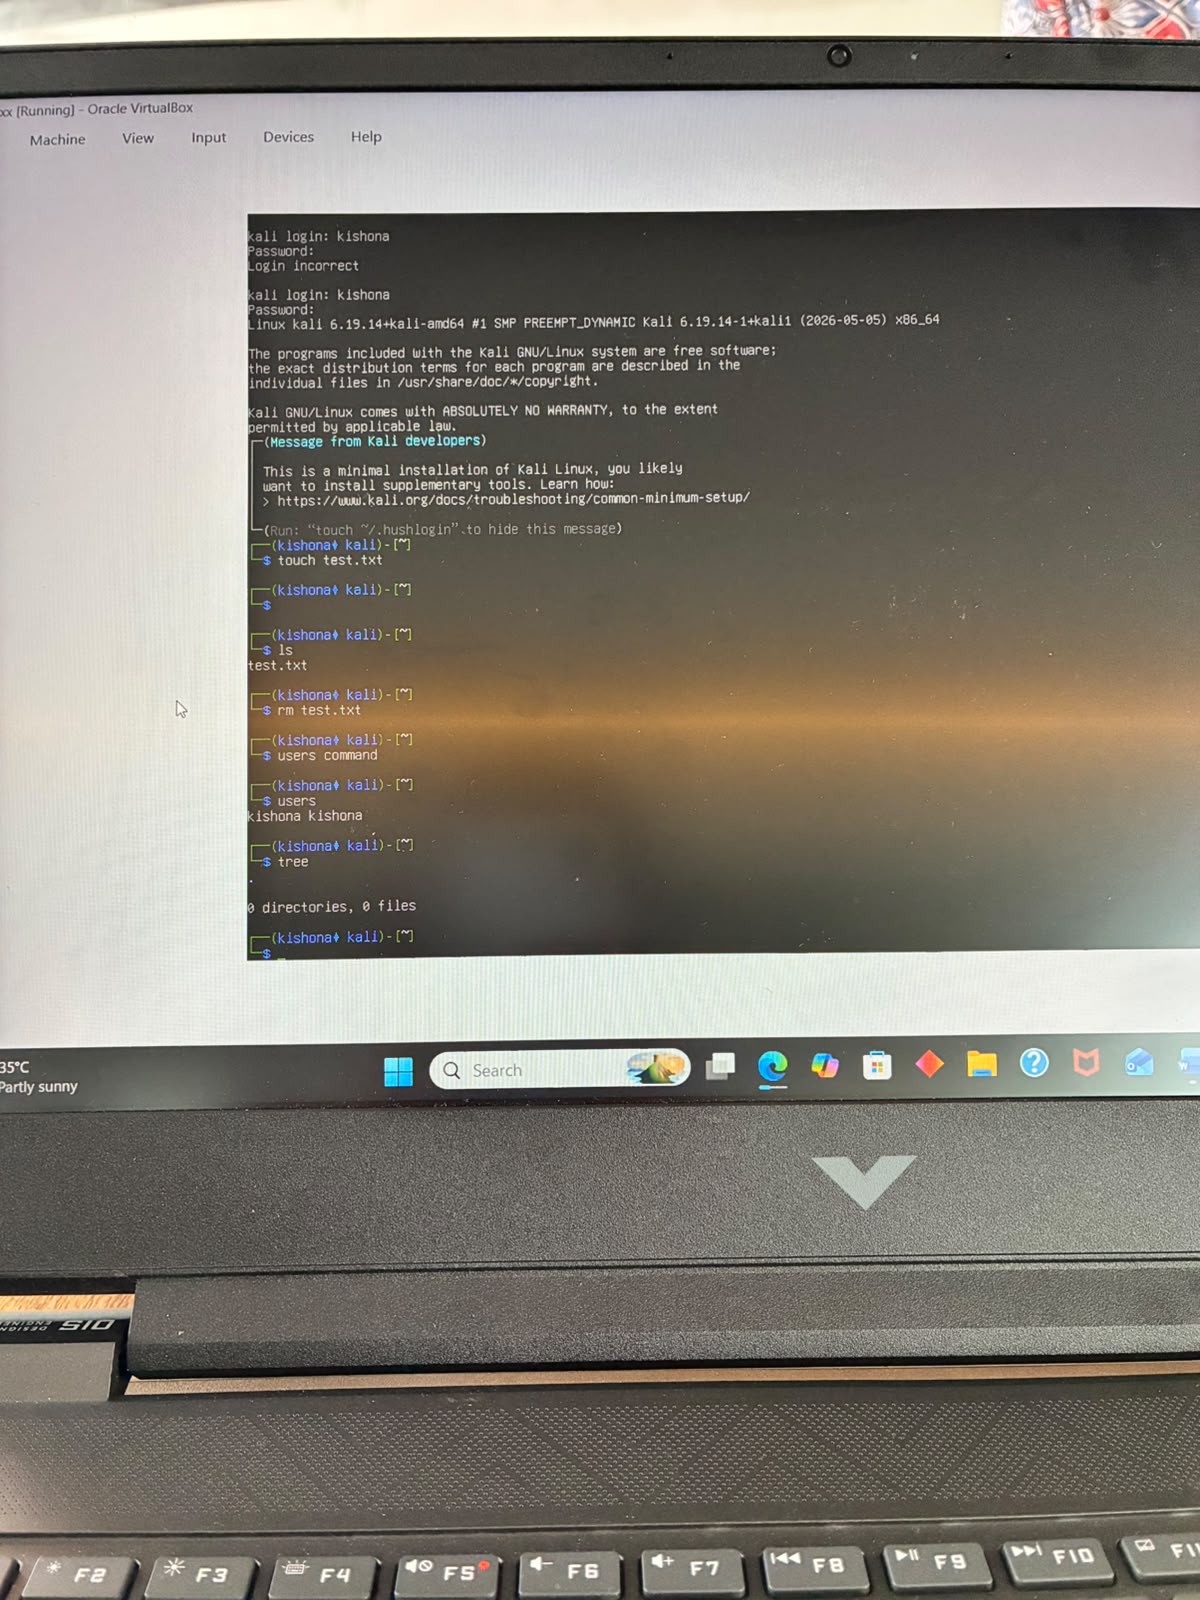 xx [Running] - Oracle VirtualBox
Machine View Input Devices Help
kali login: kishona
Password:
Login incorrect
kali login: kishona
Password:
Linux kali 6.19.14+kali-amd64 #1 SMP PREEMPT_DYNAMIC Kali 6.19.14-1+kali1 (2026-05-05) x86_64
The programs included with the Kali GNU/Linux system are free software;
the exact distribution terms for each program are described in the
individual files in /usr/share/doc/*/copyright.
Kali GNU/Linux comes with ABSOLUTELY NO WARRANTY, to the extent
permitted by applicable law.
┌─(Message from Kali developers)
│ This is a minimal installation of Kali Linux, you likely
│ want to install supplementary tools. Learn how:
│ > https://www.kali.org/docs/troubleshooting/common-minimum-setup/
└─(Run: “touch ~/.hushlogin” to hide this message)
┌──(kishona♦ kali)-[~]
└─$ touch test.txt
┌──(kishona♦ kali)-[~]
└─$
┌──(kishona♦ kali)-[~]
└─$ ls
test.txt
┌──(kishona♦ kali)-[~]
└─$ rm test.txt
┌──(kishona♦ kali)-[~]
└─$ users command
┌──(kishona♦ kali)-[~]
└─$ users
kishona kishona
┌──(kishona♦ kali)-[~]
└─$ tree
.
0 directories, 0 files
┌──(kishona♦ kali)-[~]
└─$ _
35°C
Partly sunny
Search
DIS
DESIGN
F2 F3 F4 F5 F6 F7 F8 F9 F10 F11